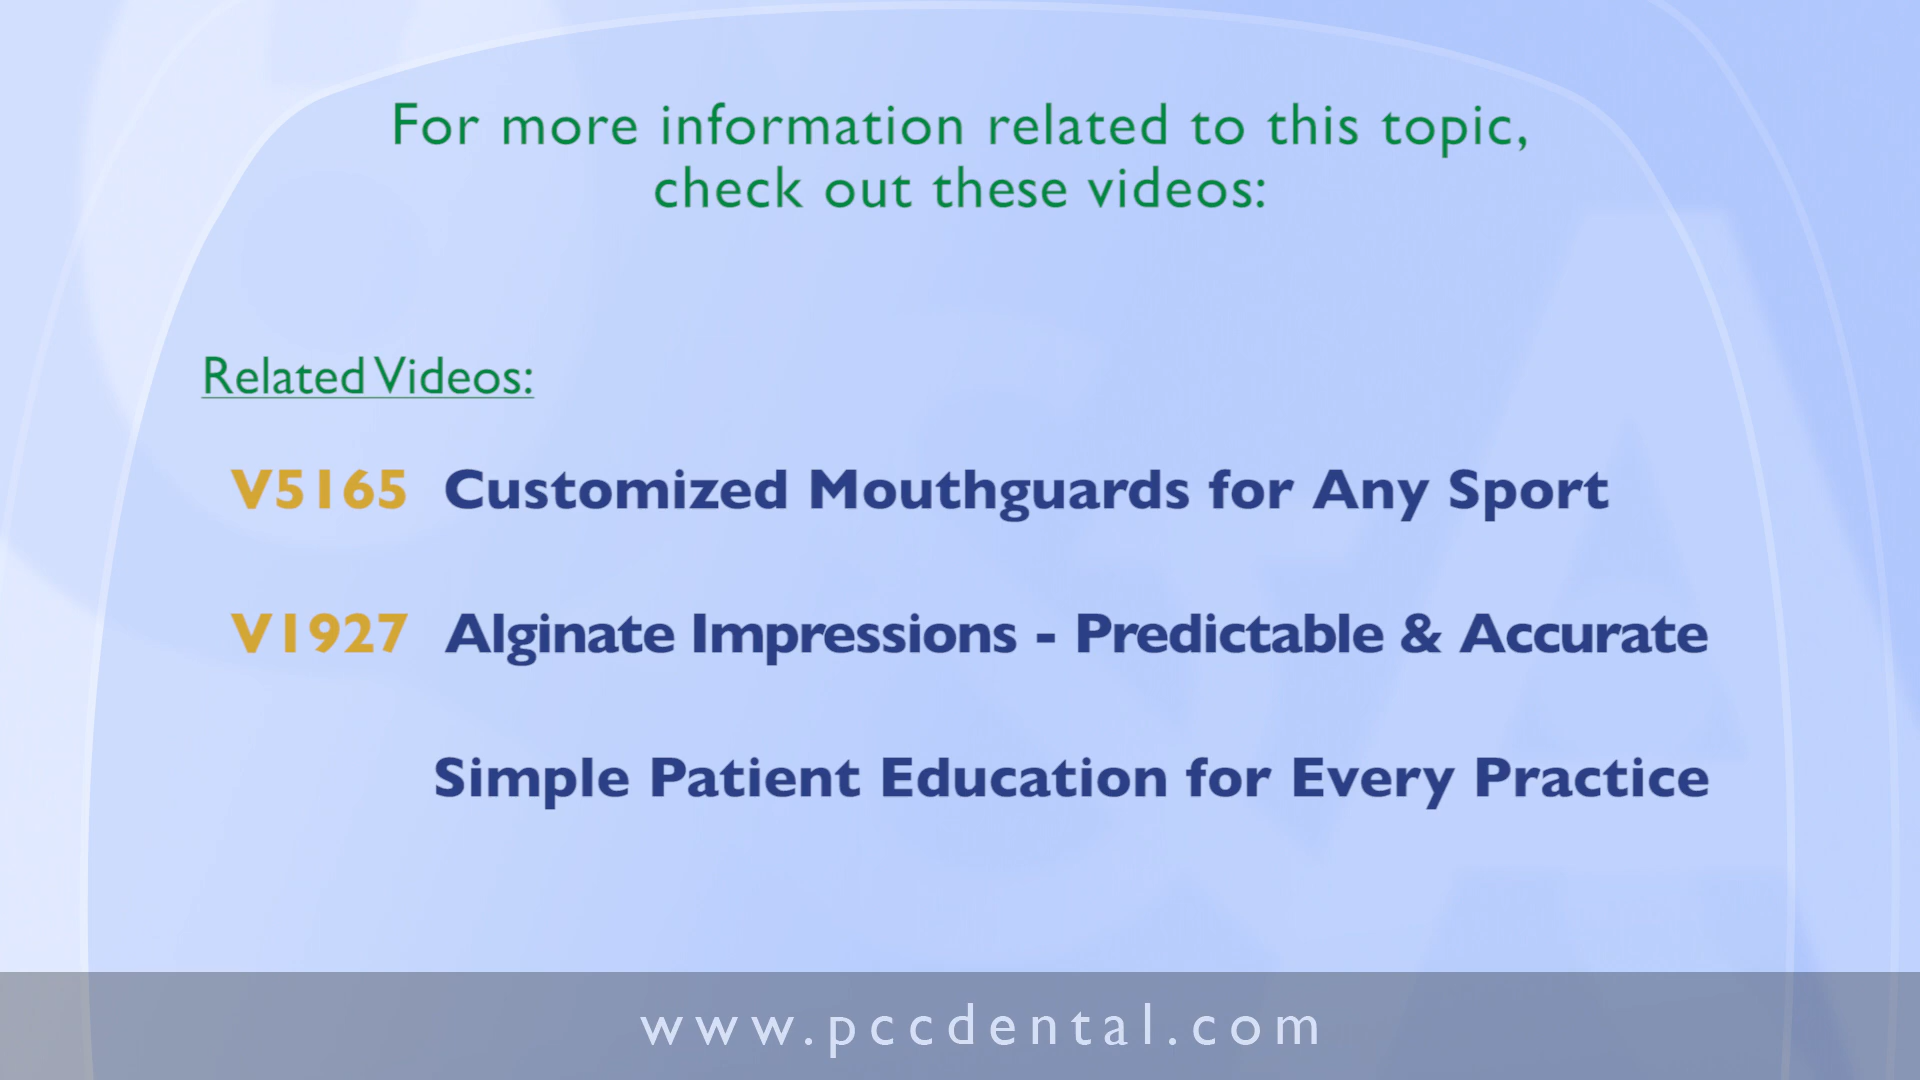 For more information related to this topic,
check out these videos:
Related Videos:
V5165 Customized Mouthguards for Any Sport
V1927 Alginate Impressions - Predictable & Accurate
Simple Patient Education for Every Practice
www.pccdental.com